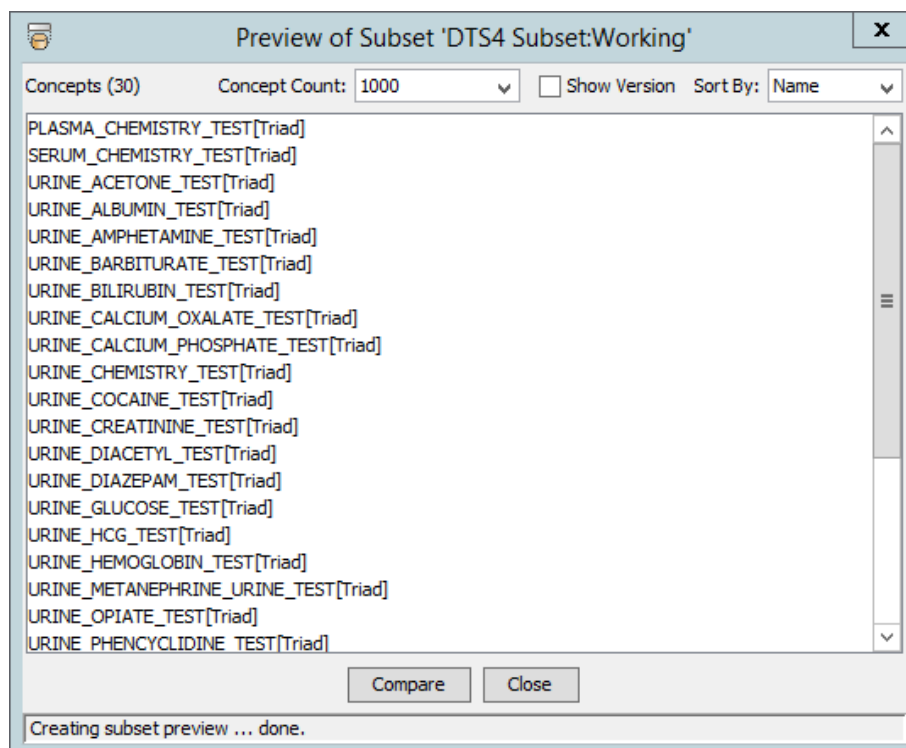 Preview of Subset 'DTS4 Subset:Working'
X
Concepts (30) Concept Count: 1000 Show Version Sort By: Name
PLASMA_CHEMISTRY_TEST[Triad]
SERUM_CHEMISTRY_TEST[Triad]
URINE_ACETONE_TEST[Triad]
URINE_ALBUMIN_TEST[Triad]
URINE_AMPHETAMINE_TEST[Triad]
URINE_BARBITURATE_TEST[Triad]
URINE_BILIRUBIN_TEST[Triad]
URINE_CALCIUM_OXALATE_TEST[Triad]
URINE_CALCIUM_PHOSPHATE_TEST[Triad]
URINE_CHEMISTRY_TEST[Triad]
URINE_COCAINE_TEST[Triad]
URINE_CREATININE_TEST[Triad]
URINE_DIACETYL_TEST[Triad]
URINE_DIAZEPAM_TEST[Triad]
URINE_GLUCOSE_TEST[Triad]
URINE_HCG_TEST[Triad]
URINE_HEMOGLOBIN_TEST[Triad]
URINE_METANEPHRINE_URINE_TEST[Triad]
URINE_OPIATE_TEST[Triad]
URINE_PHENCYCLIDINE_TEST[Triad]
Compare Close
Creating subset preview ... done.